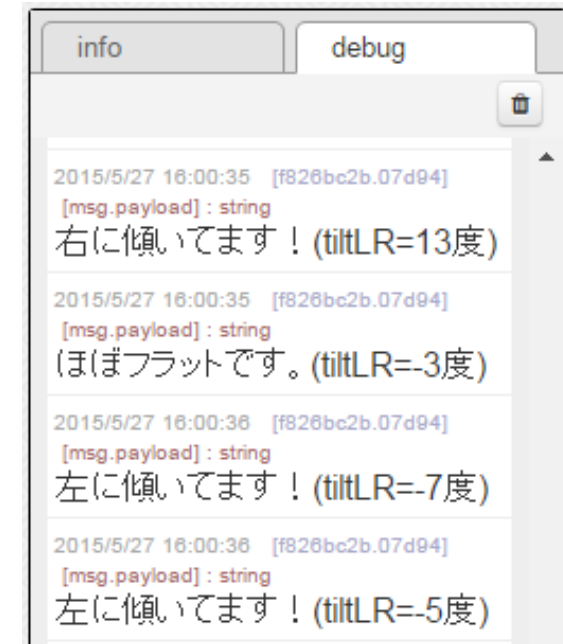 info debug
2015/5/27 16:00:35 [f826bc2b.07d94]
[msg.payload] : string
右に傾いてます！(tiltLR=13度)
2015/5/27 16:00:35 [f826bc2b.07d94]
[msg.payload] : string
ほぼフラットです。(tiltLR=-3度)
2015/5/27 16:00:36 [f826bc2b.07d94]
[msg.payload] : string
左に傾いてます！(tiltLR=-7度)
2015/5/27 16:00:36 [f826bc2b.07d94]
[msg.payload] : string
左に傾いてます！(tiltLR=-5度)